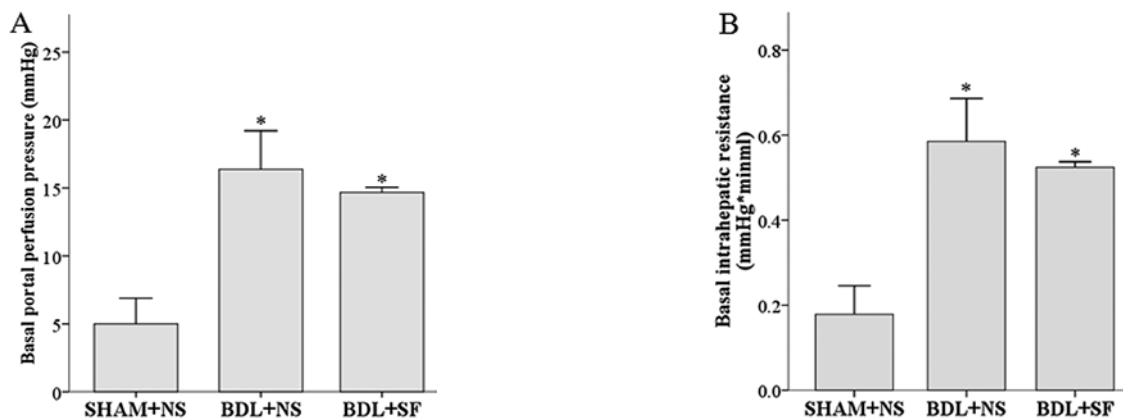 A
Basal portal perfusion pressure (mmHg)
25
20
15
10
5
0
*
*
SHAM+NS BDL+NS BDL+SF
B
Basal intrahepatic resistance
(mmHg*minml)
0.8
0.6
0.4
0.2
0.0
*
*
SHAM+NS BDL+NS BDL+SF